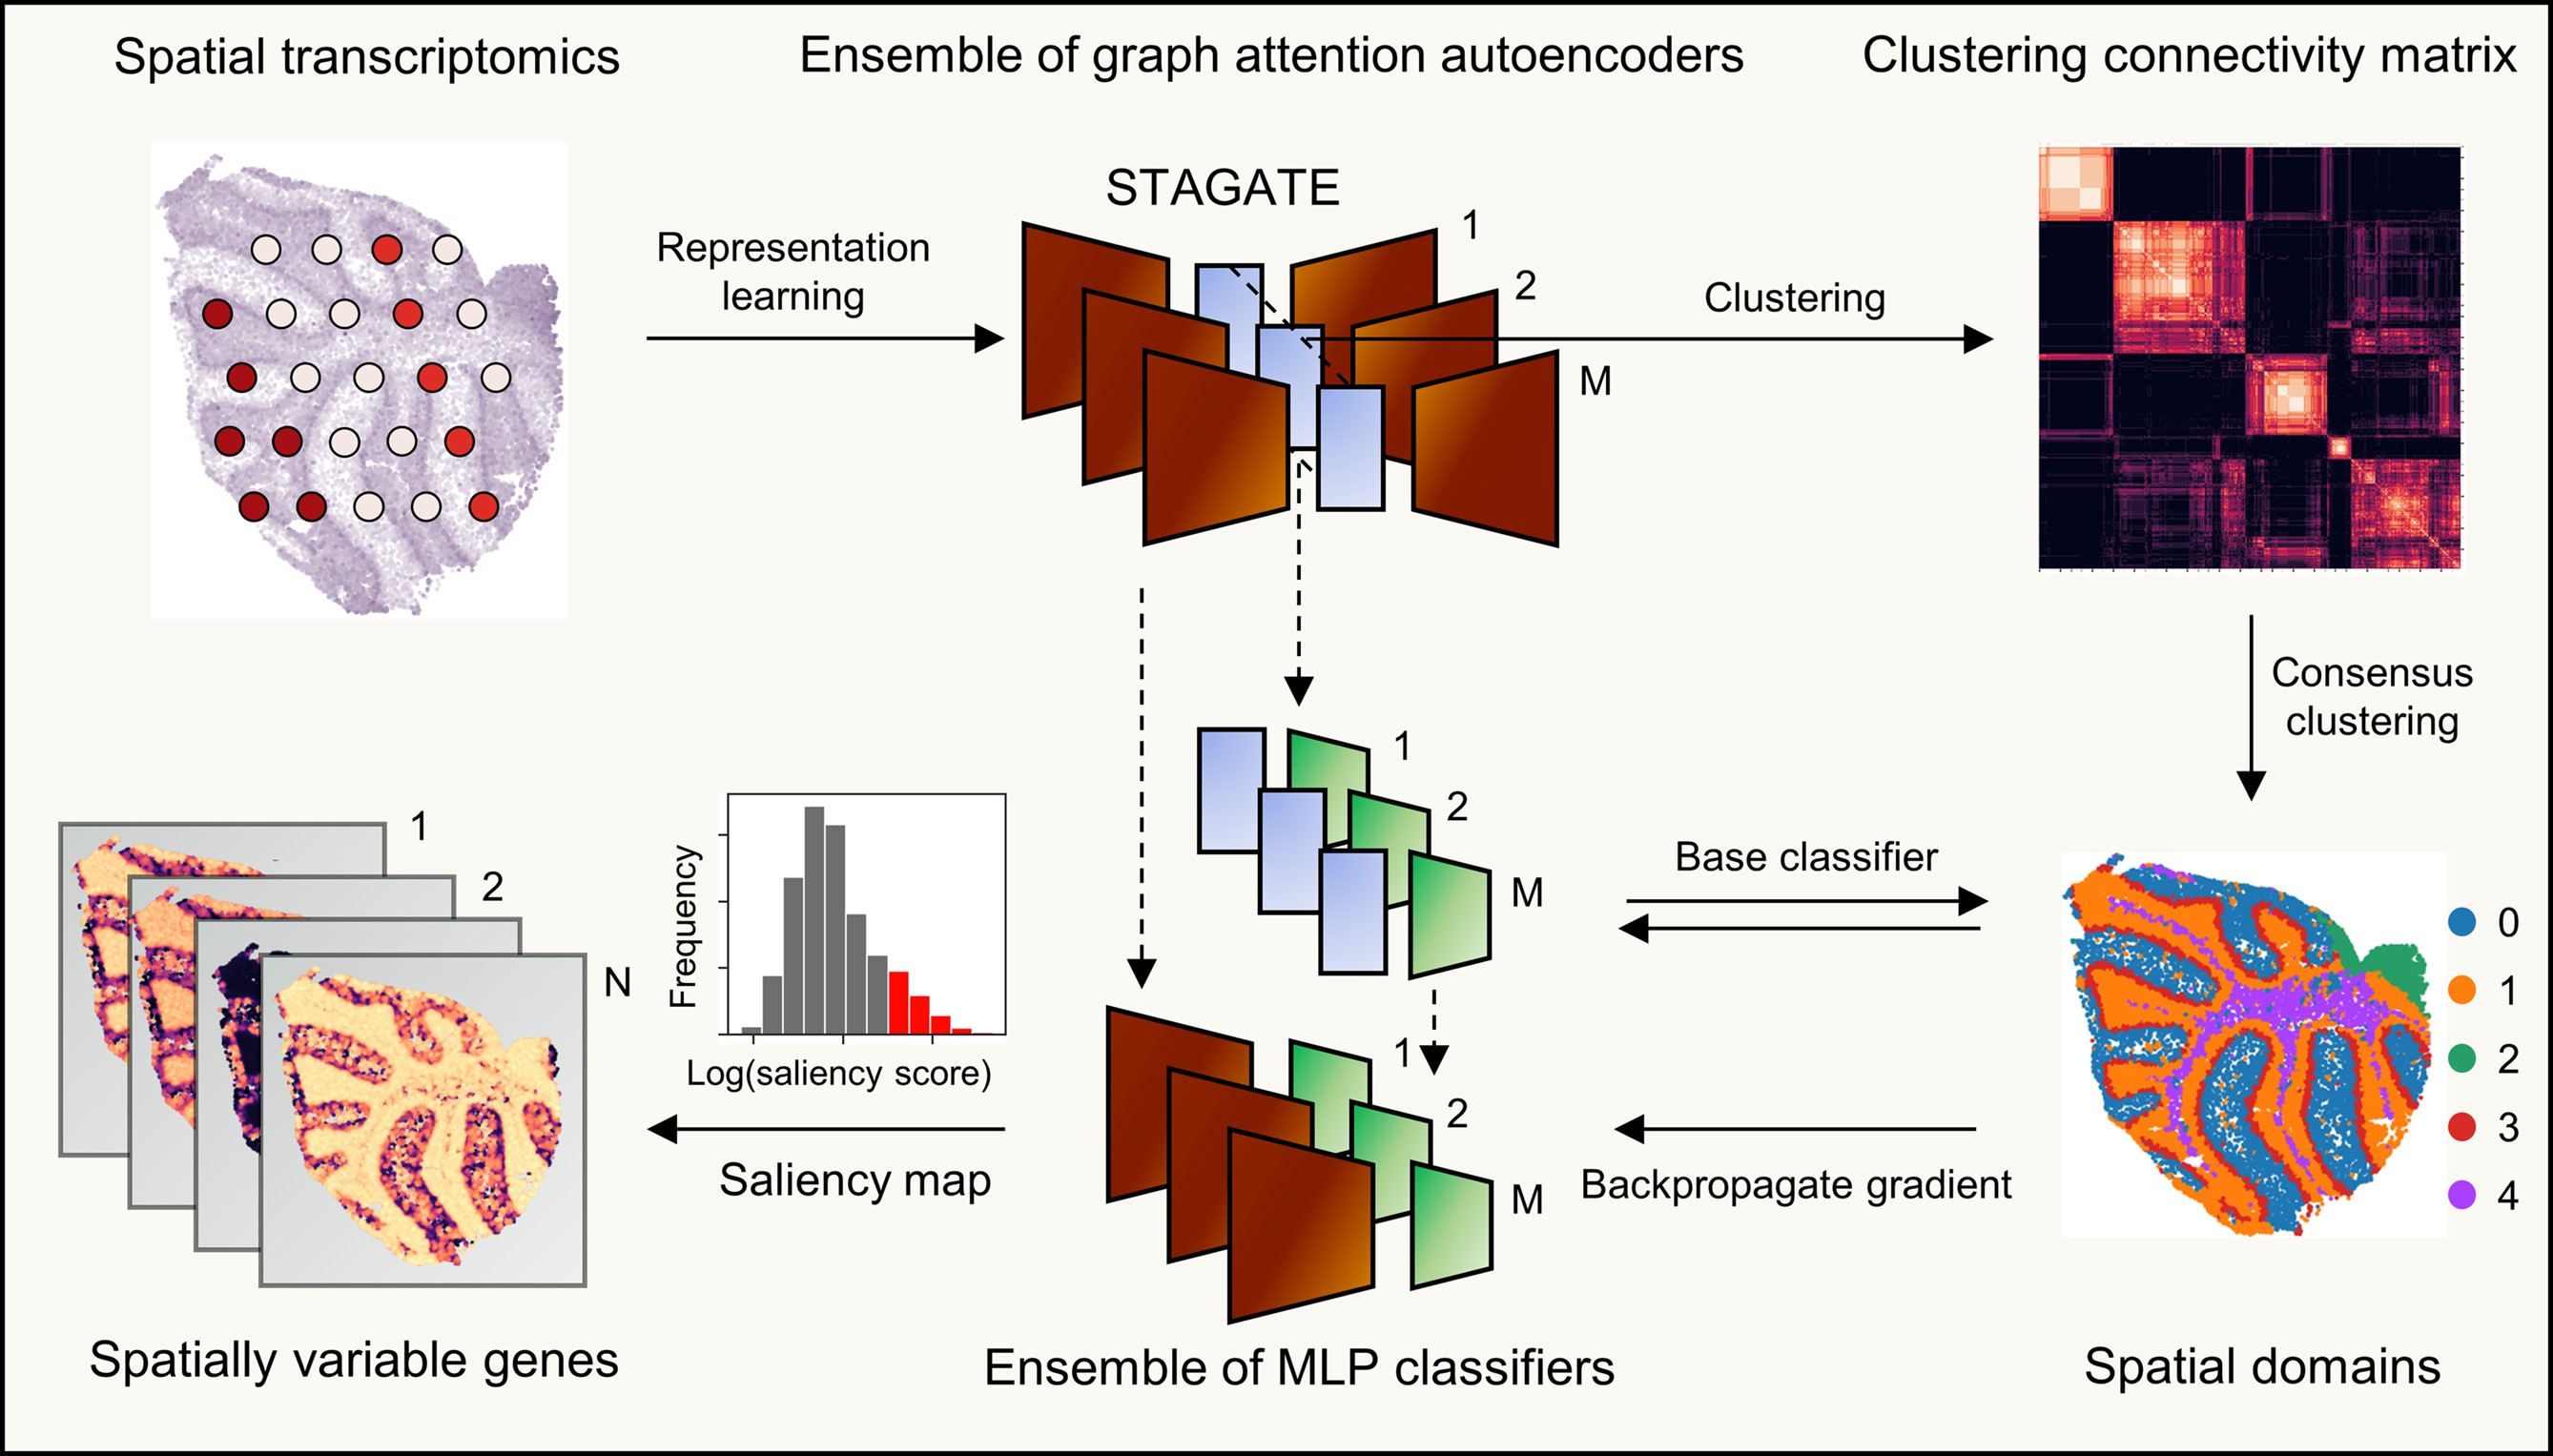 Spatial transcriptomics
Ensemble of graph attention autoencoders
Clustering connectivity matrix
STAGATE
1
2
M
Representation
learning
Clustering
Consensus
clustering
1
2
M
Base classifier
0
1
2
3
4
1
2
N
Frequency
Log(saliency score)
Saliency map
1
2
M
Backpropagate gradient
Spatially variable genes
Ensemble of MLP classifiers
Spatial domains